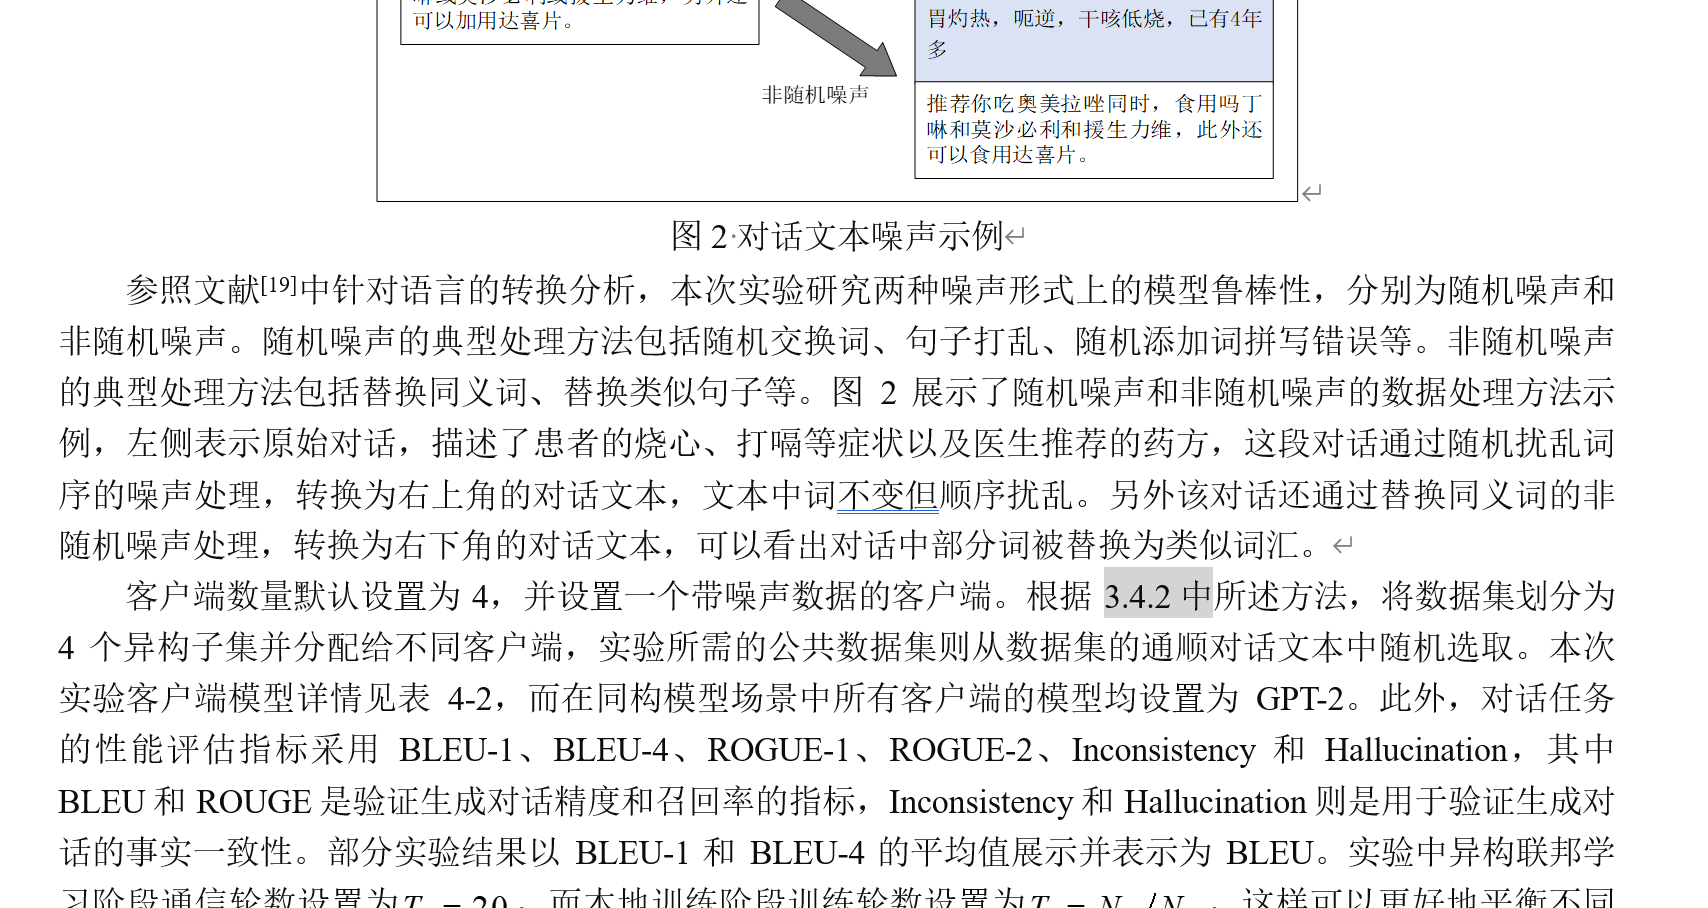 可以加用达喜片。
非随机噪声
胃灼热，呃逆，干咳低烧，己有4年
多
推荐你吃奥美拉唑同时，食用吗丁
啉和莫沙必利和援生力维，此外还
可以食用达喜片。
图 2 对话文本噪声示例
参照文献[19]中针对语言的转换分析，本次实验研究两种噪声形式上的模型鲁棒性，分别为随机噪声和
非随机噪声。随机噪声的典型处理方法包括随机交换词、句子打乱、随机添加词拼写错误等。非随机噪声
的典型处理方法包括替换同义词、替换类似句子等。图 2 展示了随机噪声和非随机噪声的数据处理方法示
例，左侧表示原始对话，描述了患者的烧心、打嗝等症状以及医生推荐的药方，这段对话通过随机扰乱词
序的噪声处理，转换为右上角的对话文本，文本中词不变但顺序扰乱。另外该对话还通过替换同义词的非
随机噪声处理，转换为右下角的对话文本，可以看出对话中部分词被替换为类似词汇。
客户端数量默认设置为 4，并设置一个带噪声数据的客户端。根据 3.4.2 中所述方法，将数据集划分为
4 个异构子集并分配给不同客户端，实验所需的公共数据集则从数据集的通顺对话文本中随机选取。本次
实验客户端模型详情见表 4-2，而在同构模型场景中所有客户端的模型均设置为 GPT-2。此外，对话任务
的性能评估指标采用 BLEU-1、BLEU-4、ROGUE-1、ROGUE-2、Inconsistency 和 Hallucination，其中
BLEU 和 ROUGE 是验证生成对话精度和召回率的指标，Inconsistency 和 Hallucination 则是用于验证生成对
话的事实一致性。部分实验结果以 BLEU-1 和 BLEU-4 的平均值展示并表示为 BLEU。实验中异构联邦学
习阶段通信轮数设置为 = 20，而本地训练阶段训练轮数设置为，这样可以更好地平衡不同